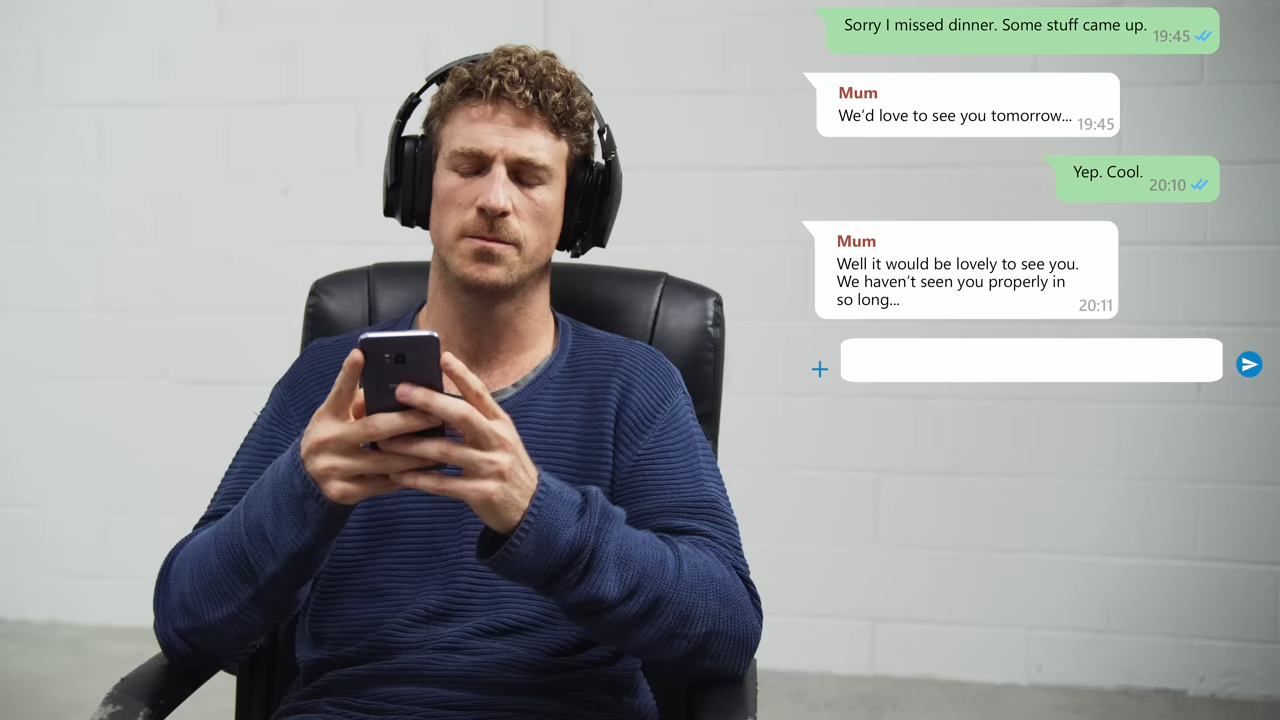 Sorry I missed dinner. Some stuff came up.
19:45
Mum
We'd love to see you tomorrow...
19:45
Yep. Cool.
20:10
Mum
Well it would be lovely to see you.
We haven't seen you properly in
so long...
20:11